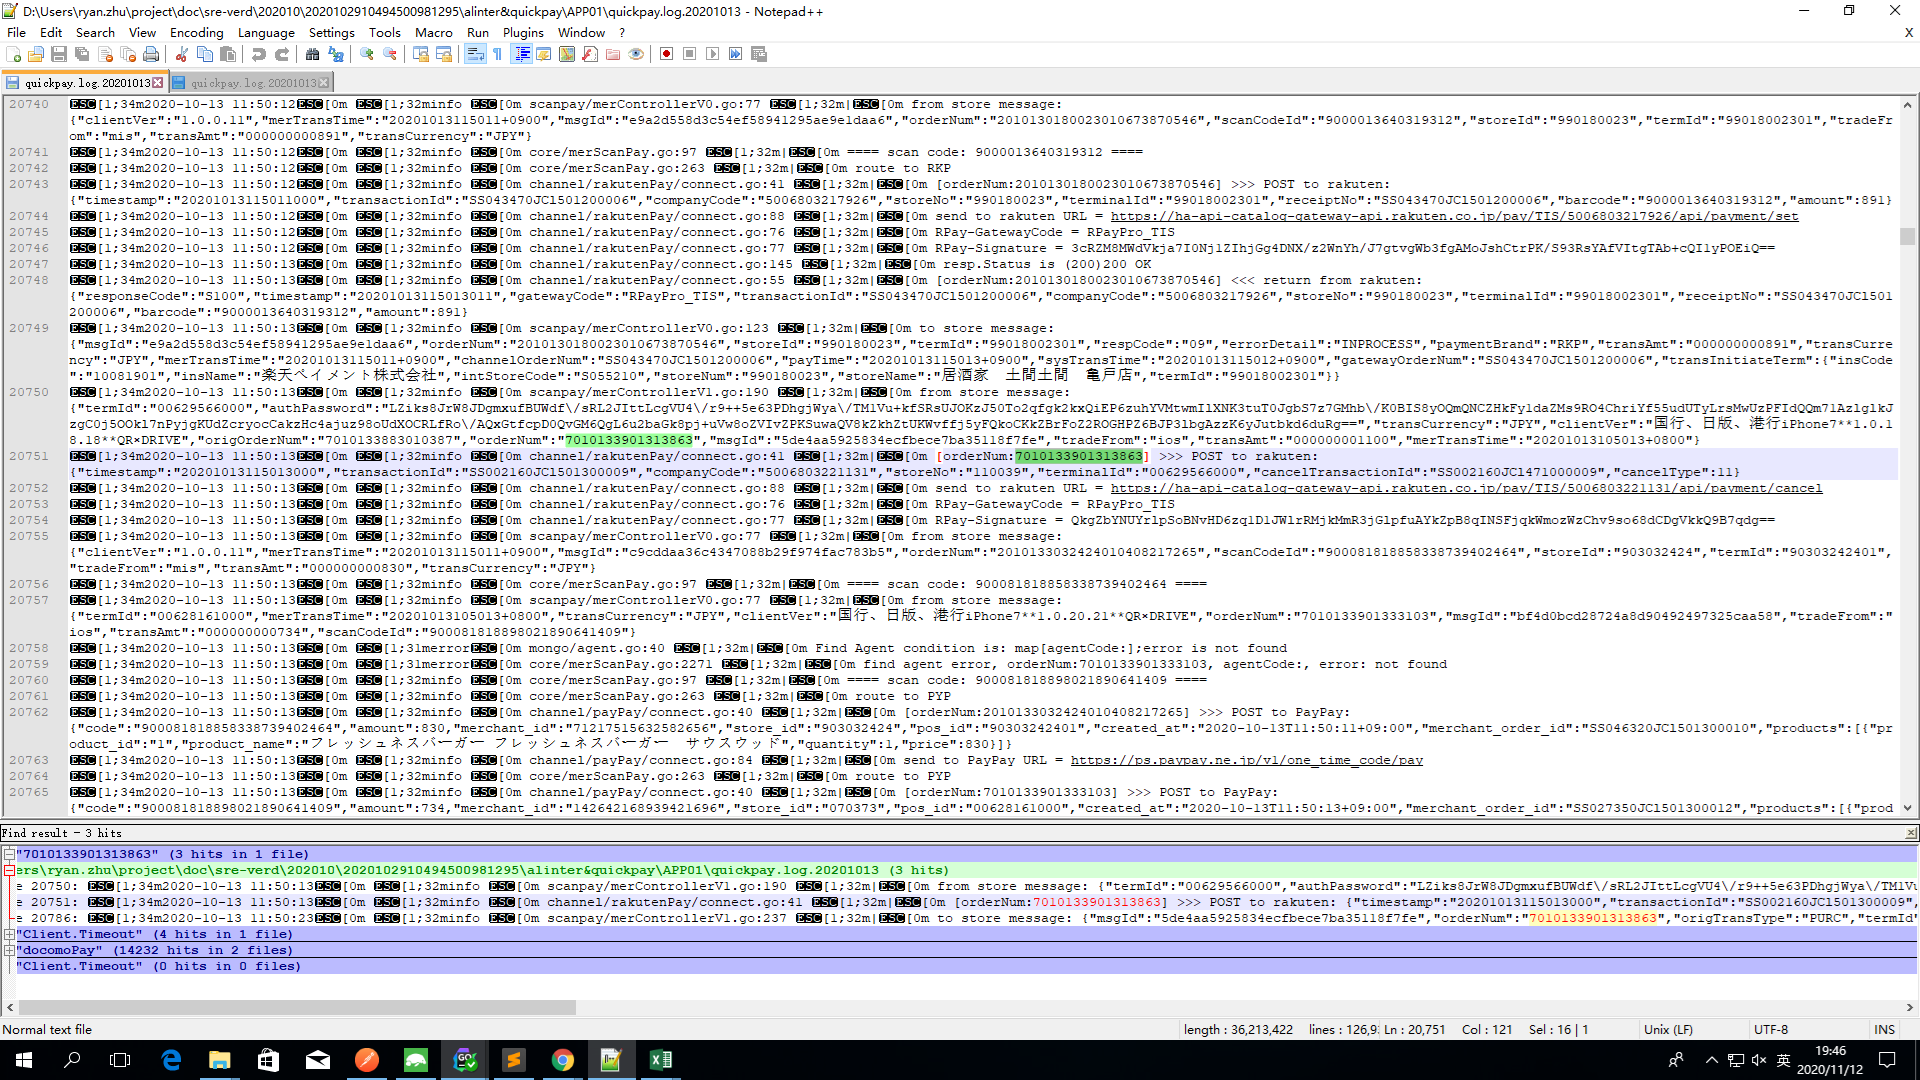 D:\Users\ryan.zhu\project\doc\sre-verd\202010\2020102910494500981295\alinter&quickpay\APP01\quickpay.log.20201013 - Notepad++
File Edit Search View Encoding Language Settings Tools Macro Run Plugins Window ? X
quickpay.log.20201013 quickpay.log.20201013
20740 ESC[1;34m2020-10-13 11:50:12ESC[0m ESC[1;32minfo ESC[0m scanpay/merControllerV0.go:77 ESC[1;32m|ESC[0m from store message:
{"clientVer":"1.0.0.11","merTransTime":"20201013115011+0900","msgId":"e9a2d558d3c54ef58941295ae9e1daa6","orderNum":"2010130180023010673870546","scanCodeId":"9000013640319312","storeId":"990180023","termId":"99018002301","tradeFr
om":"mis","transAmt":"000000000891","transCurrency":"JPY"}
20741 ESC[1;34m2020-10-13 11:50:12ESC[0m ESC[1;32minfo ESC[0m core/merScanPay.go:97 ESC[1;32m|ESC[0m ==== scan code: 9000013640319312 ====
20742 ESC[1;34m2020-10-13 11:50:12ESC[0m ESC[1;32minfo ESC[0m core/merScanPay.go:263 ESC[1;32m|ESC[0m route to RKP
20743 ESC[1;34m2020-10-13 11:50:12ESC[0m ESC[1;32minfo ESC[0m channel/rakutenPay/connect.go:41 ESC[1;32m|ESC[0m [orderNum:2010130180023010673870546] >>> POST to rakuten:
{"timestamp":"20201013115011000","transactionId":"SS043470JC1501200006","companyCode":"5006803217926","storeNo":"990180023","terminalId":"99018002301","receiptNo":"SS043470JC1501200006","barcode":"9000013640319312","amount":891}
20744 ESC[1;34m2020-10-13 11:50:12ESC[0m ESC[1;32minfo ESC[0m channel/rakutenPay/connect.go:88 ESC[1;32m|ESC[0m send to rakuten URL = https://ha-api-catalog-gateway-api.rakuten.co.jp/pay/TIS/5006803217926/api/payment/set
20745 ESC[1;34m2020-10-13 11:50:12ESC[0m ESC[1;32minfo ESC[0m channel/rakutenPay/connect.go:76 ESC[1;32m|ESC[0m RPay-GatewayCode = RPayPro_TIS
20746 ESC[1;34m2020-10-13 11:50:12ESC[0m ESC[1;32minfo ESC[0m channel/rakutenPay/connect.go:77 ESC[1;32m|ESC[0m RPay-Signature =
20747 ESC[1;34m2020-10-13 11:50:13ESC[0m ESC[1;32minfo ESC[0m channel/rakutenPay/connect.go:145 ESC[1;32m|ESC[0m resp.Status is (200)200 OK
20748 ESC[1;34m2020-10-13 11:50:13ESC[0m ESC[1;32minfo ESC[0m channel/rakutenPay/connect.go:55 ESC[1;32m|ESC[0m [orderNum:2010130180023010673870546] <<< return from rakuten:
{"responseCode":"S100","timestamp":"20201013115013011","gatewayCode":"RPayPro_TIS","transactionId":"SS043470JC1501200006","companyCode":"5006803217926","storeNo":"990180023","terminalId":"99018002301","receiptNo":"SS043470JC1501
200006","barcode":"9000013640319312","amount":891}
20749 ESC[1;34m2020-10-13 11:50:13ESC[0m ESC[1;32minfo ESC[0m scanpay/merControllerV0.go:123 ESC[1;32m|ESC[0m to store message:
{"msgId":"e9a2d558d3c54ef58941295ae9e1daa6","orderNum":"2010130180023010673870546","storeId":"990180023","termId":"99018002301","respCode":"09","errorDetail":"INPROCESS","paymentBrand":"RKP","transAmt":"000000000891","transCurre
ncy":"JPY","merTransTime":"20201013115011+0900","channelOrderNum":"SS043470JC1501200006","payTime":"20201013115013+0900","sysTransTime":"20201013115012+0900","gatewayOrderNum":"SS043470JC1501200006","transInitiateTerm":{"insCode
":"10081901","insName":"楽天ペイメント株式会社","intStoreCode":"S055210","storeNum":"990180023","storeName":"居酒家　土間土間　亀戸店","termId":"99018002301"}}
20750 ESC[1;34m2020-10-13 11:50:13ESC[0m ESC[1;32minfo ESC[0m scanpay/merControllerV1.go:190 ESC[1;32m|ESC[0m from store message:
{"termId":"00629566000","authPassword":
"transCurrency":"JPY","clientVer":"国行、日版、港行iPhone7**1.0.1
8.18**QR×DRIVE","origOrderNum":"7010133883010387","orderNum":"7010133901313863","msgId":"5de4aa5925834ecfbece7ba35118f7fe","tradeFrom":"ios","transAmt":"000000001100","merTransTime":"20201013105013+0800"}
20751 ESC[1;34m2020-10-13 11:50:13ESC[0m ESC[1;32minfo ESC[0m channel/rakutenPay/connect.go:41 ESC[1;32m|ESC[0m [orderNum:7010133901313863] >>> POST to rakuten:
{"timestamp":"20201013115013000","transactionId":"SS002160JC1501300009","companyCode":"5006803221131","storeNo":"110039","terminalId":"00629566000","cancelTransactionId":"SS002160JC1471000009","cancelType":11}
20752 ESC[1;34m2020-10-13 11:50:13ESC[0m ESC[1;32minfo ESC[0m channel/rakutenPay/connect.go:88 ESC[1;32m|ESC[0m send to rakuten URL = https://ha-api-catalog-gateway-api.rakuten.co.jp/pay/TIS/5006803221131/api/payment/cancel
20753 ESC[1;34m2020-10-13 11:50:13ESC[0m ESC[1;32minfo ESC[0m channel/rakutenPay/connect.go:76 ESC[1;32m|ESC[0m RPay-GatewayCode = RPayPro_TIS
20754 ESC[1;34m2020-10-13 11:50:13ESC[0m ESC[1;32minfo ESC[0m channel/rakutenPay/connect.go:77 ESC[1;32m|ESC[0m RPay-Signature =
20755 ESC[1;34m2020-10-13 11:50:13ESC[0m ESC[1;32minfo ESC[0m scanpay/merControllerV0.go:77 ESC[1;32m|ESC[0m from store message:
{"clientVer":"1.0.0.11","merTransTime":"20201013115011+0900","msgId":"c9cddaa36c4347088b29f974fac783b5","orderNum":"2010133032424010408217265","scanCodeId":"900081818858338739402464","storeId":"903032424","termId":"90303242401",
"tradeFrom":"mis","transAmt":"000000000830","transCurrency":"JPY"}
20756 ESC[1;34m2020-10-13 11:50:13ESC[0m ESC[1;32minfo ESC[0m core/merScanPay.go:97 ESC[1;32m|ESC[0m ==== scan code: 900081818858338739402464 ====
20757 ESC[1;34m2020-10-13 11:50:13ESC[0m ESC[1;32minfo ESC[0m scanpay/merControllerV0.go:77 ESC[1;32m|ESC[0m from store message:
{"termId":"00628161000","merTransTime":"20201013105013+0800","transCurrency":"JPY","clientVer":"国行、日版、港行iPhone7**1.0.20.21**QR×DRIVE","orderNum":"7010133901333103","msgId":"bf4d0bcd28724a8d90492497325caa58","tradeFrom":"
ios","transAmt":"000000000734","scanCodeId":"900081818898021890641409"}
20758 ESC[1;34m2020-10-13 11:50:13ESC[0m ESC[1;31merrorESC[0m mongo/agent.go:40 ESC[1;32m|ESC[0m Find Agent condition is: map[agentCode:];error is not found
20759 ESC[1;34m2020-10-13 11:50:13ESC[0m ESC[1;31merrorESC[0m core/merScanPay.go:2271 ESC[1;32m|ESC[0m find agent error, orderNum:7010133901333103, agentCode:, error: not found
20760 ESC[1;34m2020-10-13 11:50:13ESC[0m ESC[1;32minfo ESC[0m core/merScanPay.go:97 ESC[1;32m|ESC[0m ==== scan code: 900081818898021890641409 ====
20761 ESC[1;34m2020-10-13 11:50:13ESC[0m ESC[1;32minfo ESC[0m core/merScanPay.go:263 ESC[1;32m|ESC[0m route to PYP
20762 ESC[1;34m2020-10-13 11:50:13ESC[0m ESC[1;32minfo ESC[0m channel/payPay/connect.go:40 ESC[1;32m|ESC[0m [orderNum:2010133032424010408217265] >>> POST to PayPay:
{"code":"900081818858338739402464","amount":830,"merchant_id":"71217515632582656","store_id":"903032424","pos_id":"90303242401","created_at":"2020-10-13T11:50:11+09:00","merchant_order_id":"SS046320JC1501300010","products":[{"pr
oduct_id":"1","product_name":"フレッシュネスバーガー フレッシュネスバーガー　サウスウッド","quantity":1,"price":830}]}
20763 ESC[1;34m2020-10-13 11:50:13ESC[0m ESC[1;32minfo ESC[0m channel/payPay/connect.go:84 ESC[1;32m|ESC[0m send to PayPay URL = https://ps.paypay.ne.jp/v1/one_time_code/pay
20764 ESC[1;34m2020-10-13 11:50:13ESC[0m ESC[1;32minfo ESC[0m core/merScanPay.go:263 ESC[1;32m|ESC[0m route to PYP
20765 ESC[1;34m2020-10-13 11:50:13ESC[0m ESC[1;32minfo ESC[0m channel/payPay/connect.go:40 ESC[1;32m|ESC[0m [orderNum:7010133901333103] >>> POST to PayPay:
{"code":"900081818898021890641409","amount":734,"merchant_id":"142642168939421696","store_id":"070373","pos_id":"00628161000","created_at":"2020-10-13T11:50:13+09:00","merchant_order_id":"SS027350JC1501300012","products":[{"prod
Find result - 3 hits
"7010133901313863" (3 hits in 1 file)
ers\ryan.zhu\project\doc\sre-verd\202010\2020102910494500981295\alinter&quickpay\APP01\quickpay.log.20201013 (3 hits)
e 20750: ESC[1;34m2020-10-13 11:50:13ESC[0m ESC[1;32minfo ESC[0m scanpay/merControllerV1.go:190 ESC[1;32m|ESC[0m from store message: {"termId":"00629566000","authPassword":"LZiks8JrW8JDgmxufBUWdf\/sRL2JIttLcgVU4\/r9++5e63PDhgjWya\/TM1Vu
e 20751: ESC[1;34m2020-10-13 11:50:13ESC[0m ESC[1;32minfo ESC[0m channel/rakutenPay/connect.go:41 ESC[1;32m|ESC[0m [orderNum:7010133901313863] >>> POST to rakuten: {"timestamp":"20201013115013000","transactionId":"SS002160JC1501300009",
e 20786: ESC[1;34m2020-10-13 11:50:23ESC[0m ESC[1;32minfo ESC[0m scanpay/merControllerV1.go:237 ESC[1;32m|ESC[0m to store message: {"msgId":"5de4aa5925834ecfbece7ba35118f7fe","orderNum":"7010133901313863","origTransType":"PURC","termId
"Client.Timeout" (4 hits in 1 file)
"docomoPay" (14232 hits in 2 files)
"Client.Timeout" (0 hits in 0 files)
Normal text file length : 36,213,422 lines : 126,9 Ln : 20,751 Col : 121 Sel : 16 | 1 Unix (LF) UTF-8 INS
英 19:46
2020/11/12